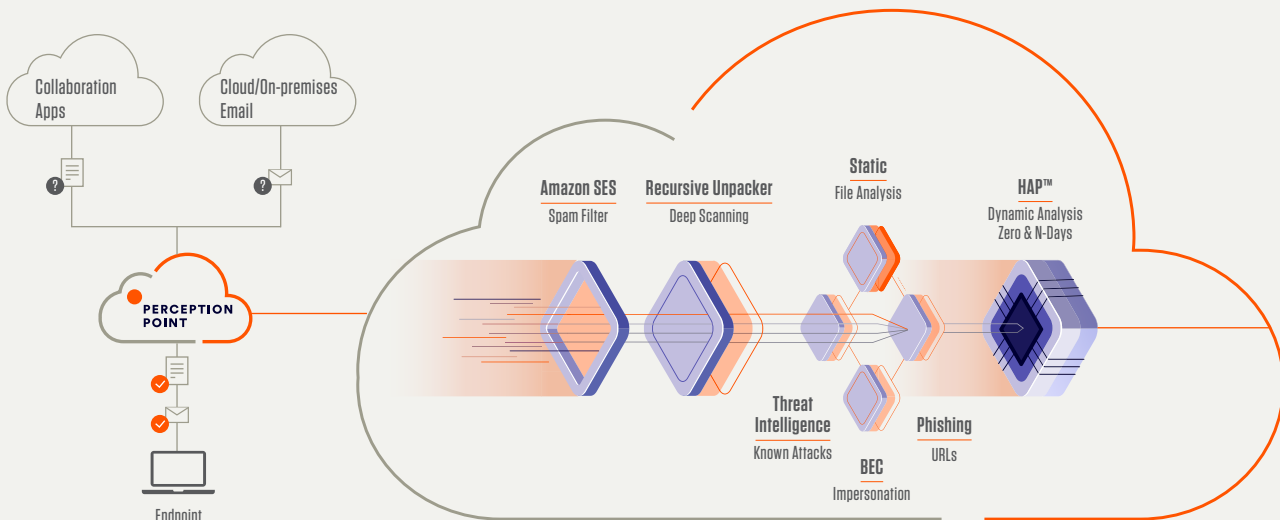 Collaboration
Apps
Cloud/On-premises
Email
?
?
PERCEPTION
POINT
Endpoint
Amazon SES
Spam Filter
Recursive Unpacker
Deep Scanning
Static
File Analysis
HAP™
Dynamic Analysis
Zero & N-Days
Threat
Intelligence
Known Attacks
BEC
Impersonation
Phishing
URLs